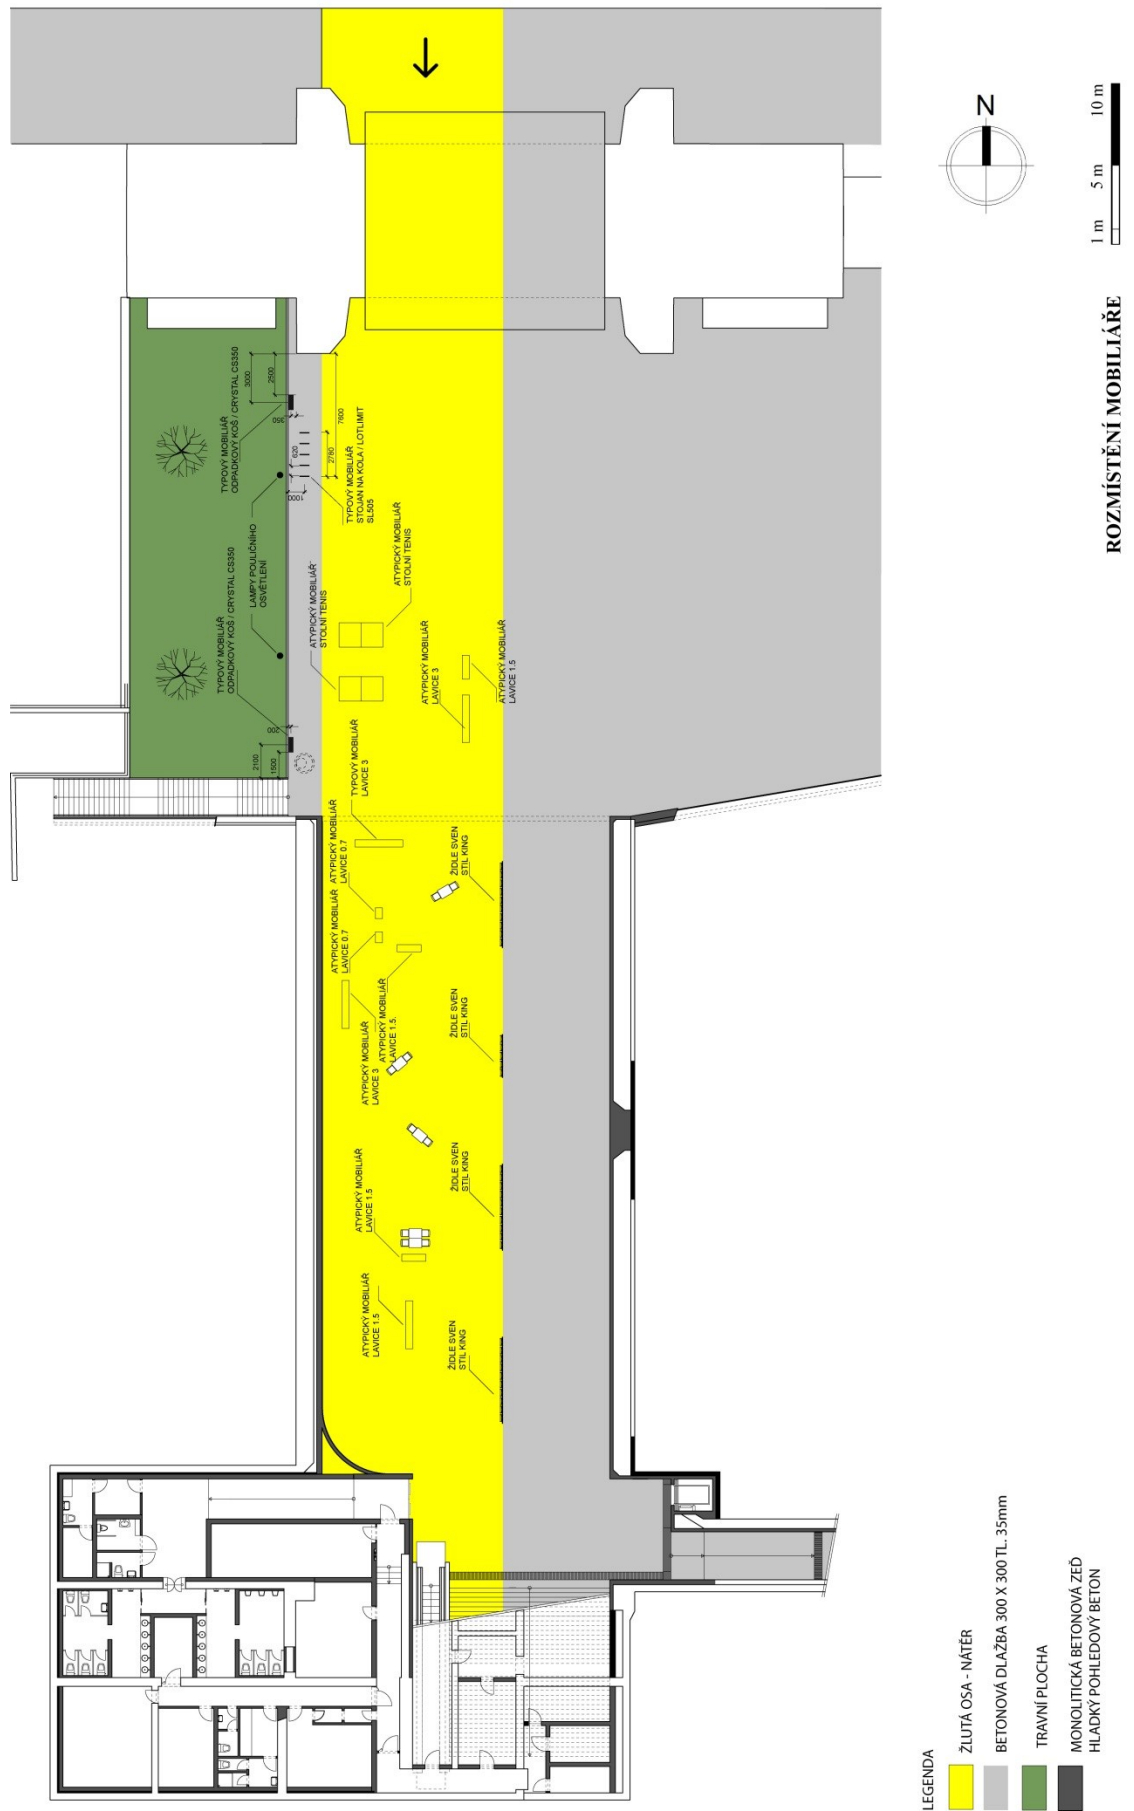 N
1 m
5 m
10 m
ROZMÍSTĚNÍ MOBILIÁŘE
TYPOVÝ MOBILIÁŘ
ODPADKOVÝ KOŠ / CRYSTAL CS350
3000
2500
350
620
7600
2780
1000
TYPOVÝ MOBILIÁŘ
STOJAN NA KOLA / LOTLIMIT
SL505
LAMPY POULIČNÍHO
OSVĚTLENÍ
TYPOVÝ MOBILIÁŘ
ODPADKOVÝ KOŠ / CRYSTAL CS350
200
2100
1500
ATYPICKÝ MOBILIÁŘ
STOLNÍ TENIS
ATYPICKÝ MOBILIÁŘ
STOLNÍ TENIS
ATYPICKÝ MOBILIÁŘ
LAVICE 3
ATYPICKÝ MOBILIÁŘ
LAVICE 1.5
TYPOVÝ MOBILIÁŘ
LAVICE 3
ATYPICKÝ MOBILIÁŘ
LAVICE 0.7
ATYPICKÝ MOBILIÁŘ
LAVICE 0.7
ATYPICKÝ MOBILIÁŘ
LAVICE 1.5.
ATYPICKÝ MOBILIÁŘ
LAVICE 3
ŽIDLE SVEN
STIL KING
ŽIDLE SVEN
STIL KING
ŽIDLE SVEN
STIL KING
ŽIDLE SVEN
STIL KING
ATYPICKÝ MOBILIÁŘ
LAVICE 1.5
ATYPICKÝ MOBILIÁŘ
LAVICE 1.5
LEGENDA
ŽLUTÁ OSA - NÁTĚR
BETONOVÁ DLAŽBA 300 X 300 TL. 35mm
TRAVNÍ PLOCHA
MONOLITICKÁ BETONOVÁ ZEĎ
HLADKÝ POHLEDOVÝ BETON